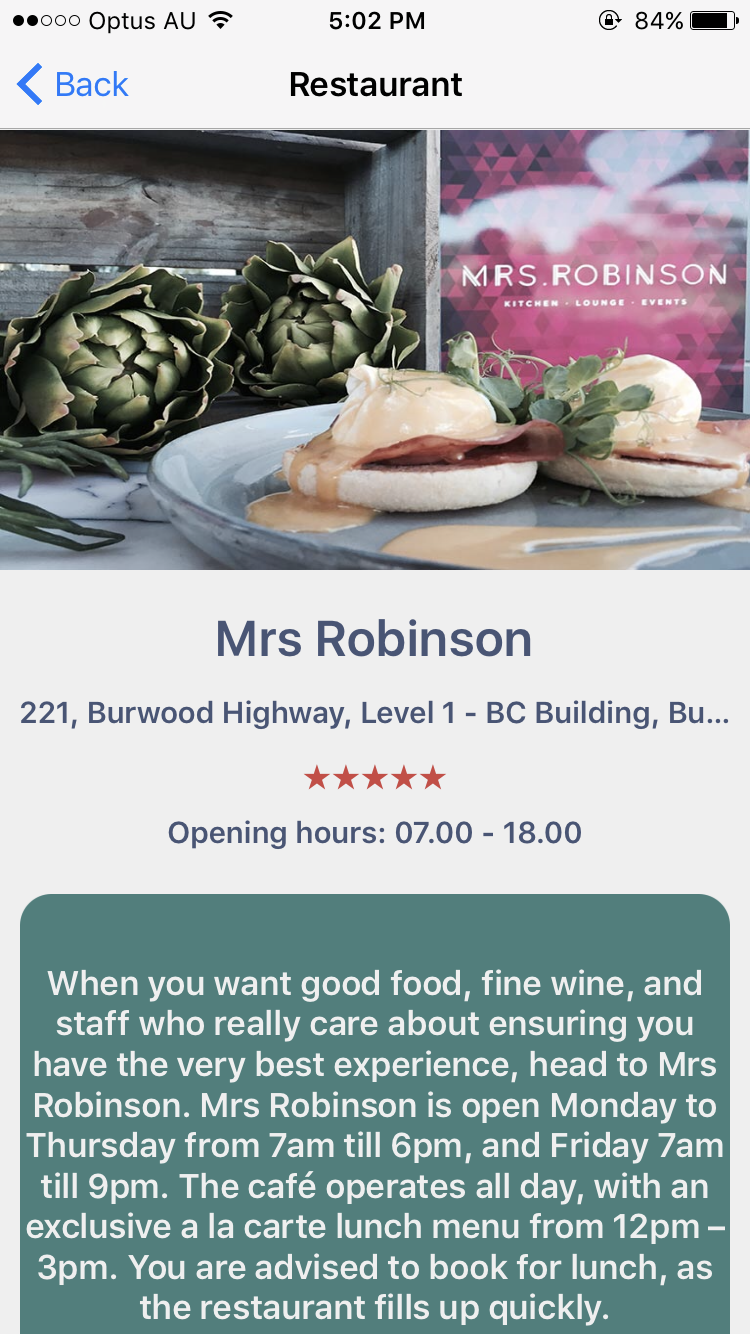 Optus AU 5:02 PM 84%
Back Restaurant
MRS.ROBINSON
KITCHEN · LOUNGE · EVENTS
Mrs Robinson
221, Burwood Highway, Level 1 - BC Building, Bu...
★★★★★
Opening hours: 07.00 - 18.00
When you want good food, fine wine, and
staff who really care about ensuring you
have the very best experience, head to Mrs
Robinson. Mrs Robinson is open Monday to
Thursday from 7am till 6pm, and Friday 7am
till 9pm. The café operates all day, with an
exclusive a la carte lunch menu from 12pm –
3pm. You are advised to book for lunch, as
the restaurant fills up quickly.